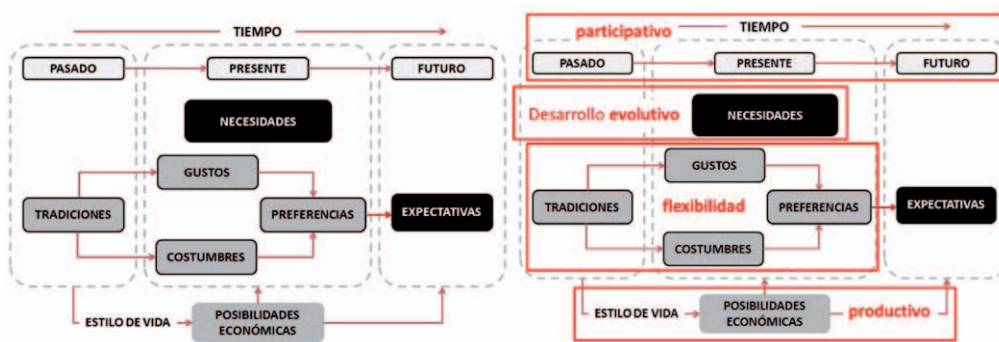 TIEMPO
PASADO
PRESENTE
FUTURO
NECESIDADES
GUSTOS
TRADICIONES
PREFERENCIAS
EXPECTATIVAS
COSTUMBRES
ESTILO DE VIDA
POSIBILIDADES
ECONÓMICAS
participativo
TIEMPO
PASADO
PRESENTE
FUTURO
Desarrollo evolutivo
NECESIDADES
GUSTOS
TRADICIONES
flexibilidad
PREFERENCIAS
EXPECTATIVAS
COSTUMBRES
ESTILO DE VIDA
POSIBILIDADES
ECONÓMICAS
productivo